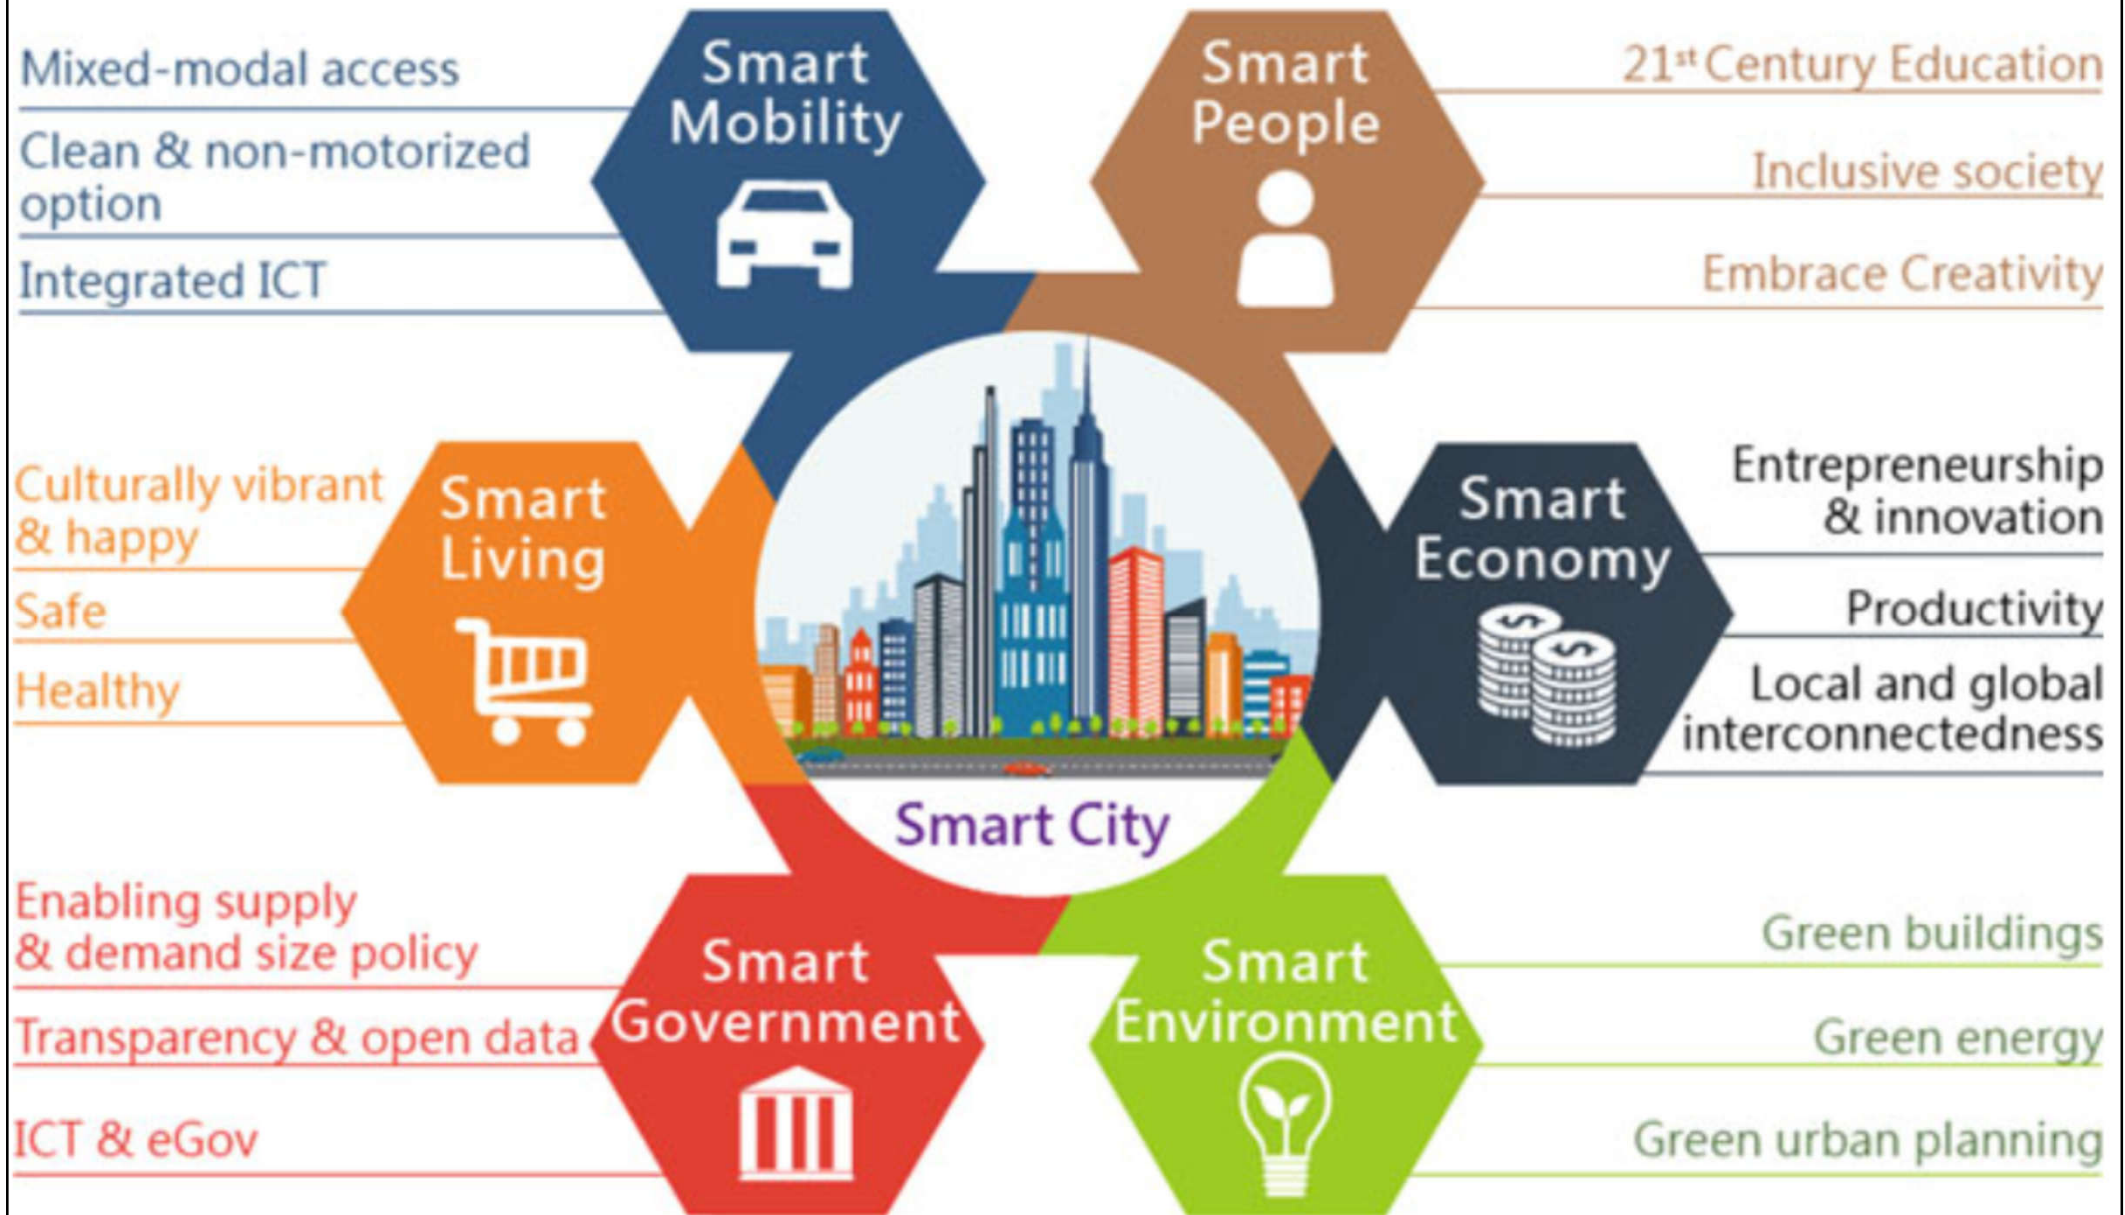 Mixed-modal access
Clean & non-motorized
option
Integrated ICT
Smart
Mobility
Smart
People
21st Century Education
Inclusive society
Embrace Creativity
Culturally vibrant
& happy
Safe
Healthy
Smart
Living
Smart
Economy
Entrepreneurship
& innovation
Productivity
Local and global
interconnectedness
Smart City
Enabling supply
& demand size policy
Transparency & open data
ICT & eGov
Smart
Government
Smart
Environment
Green buildings
Green energy
Green urban planning